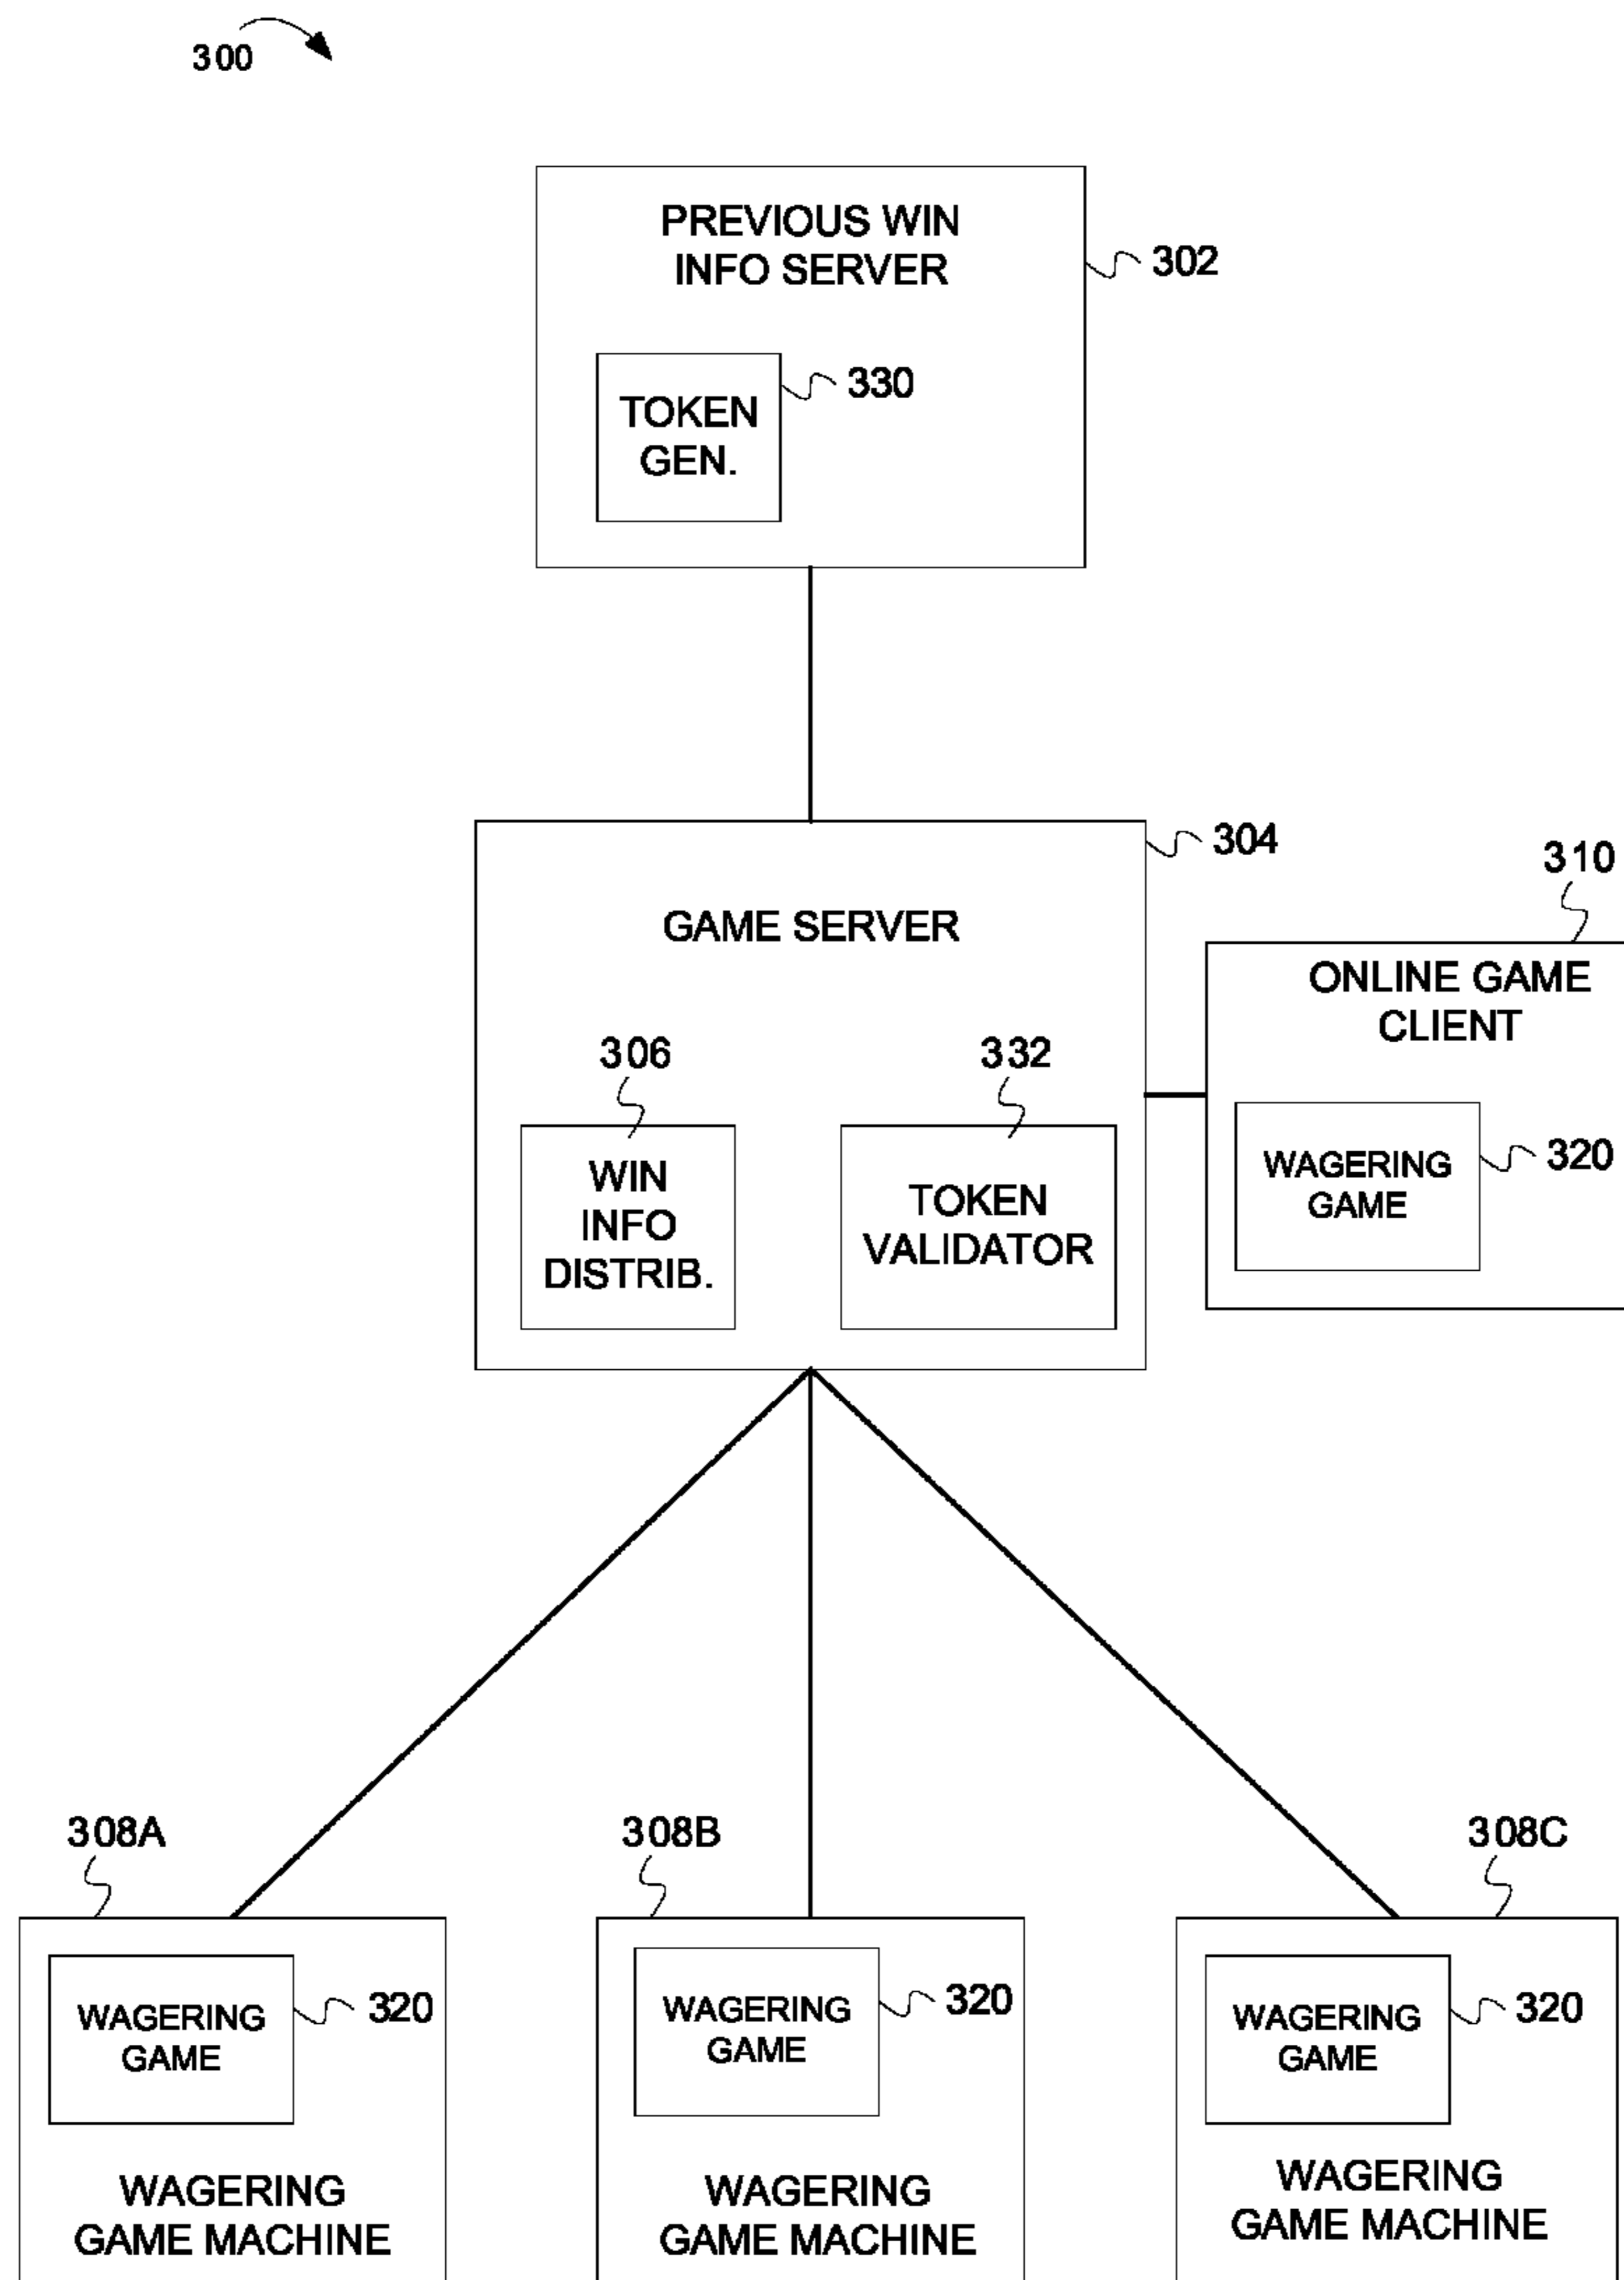 300
PREVIOUS WIN
INFO SERVER
302
TOKEN
GEN.
330
304
GAME SERVER
306
WIN
INFO
DISTRIB.
332
TOKEN
VALIDATOR
310
ONLINE GAME
CLIENT
WAGERING
GAME
320
308A
WAGERING
GAME
320
WAGERING
GAME MACHINE
308B
WAGERING
GAME
320
WAGERING
GAME MACHINE
308C
WAGERING
GAME
320
WAGERING
GAME MACHINE